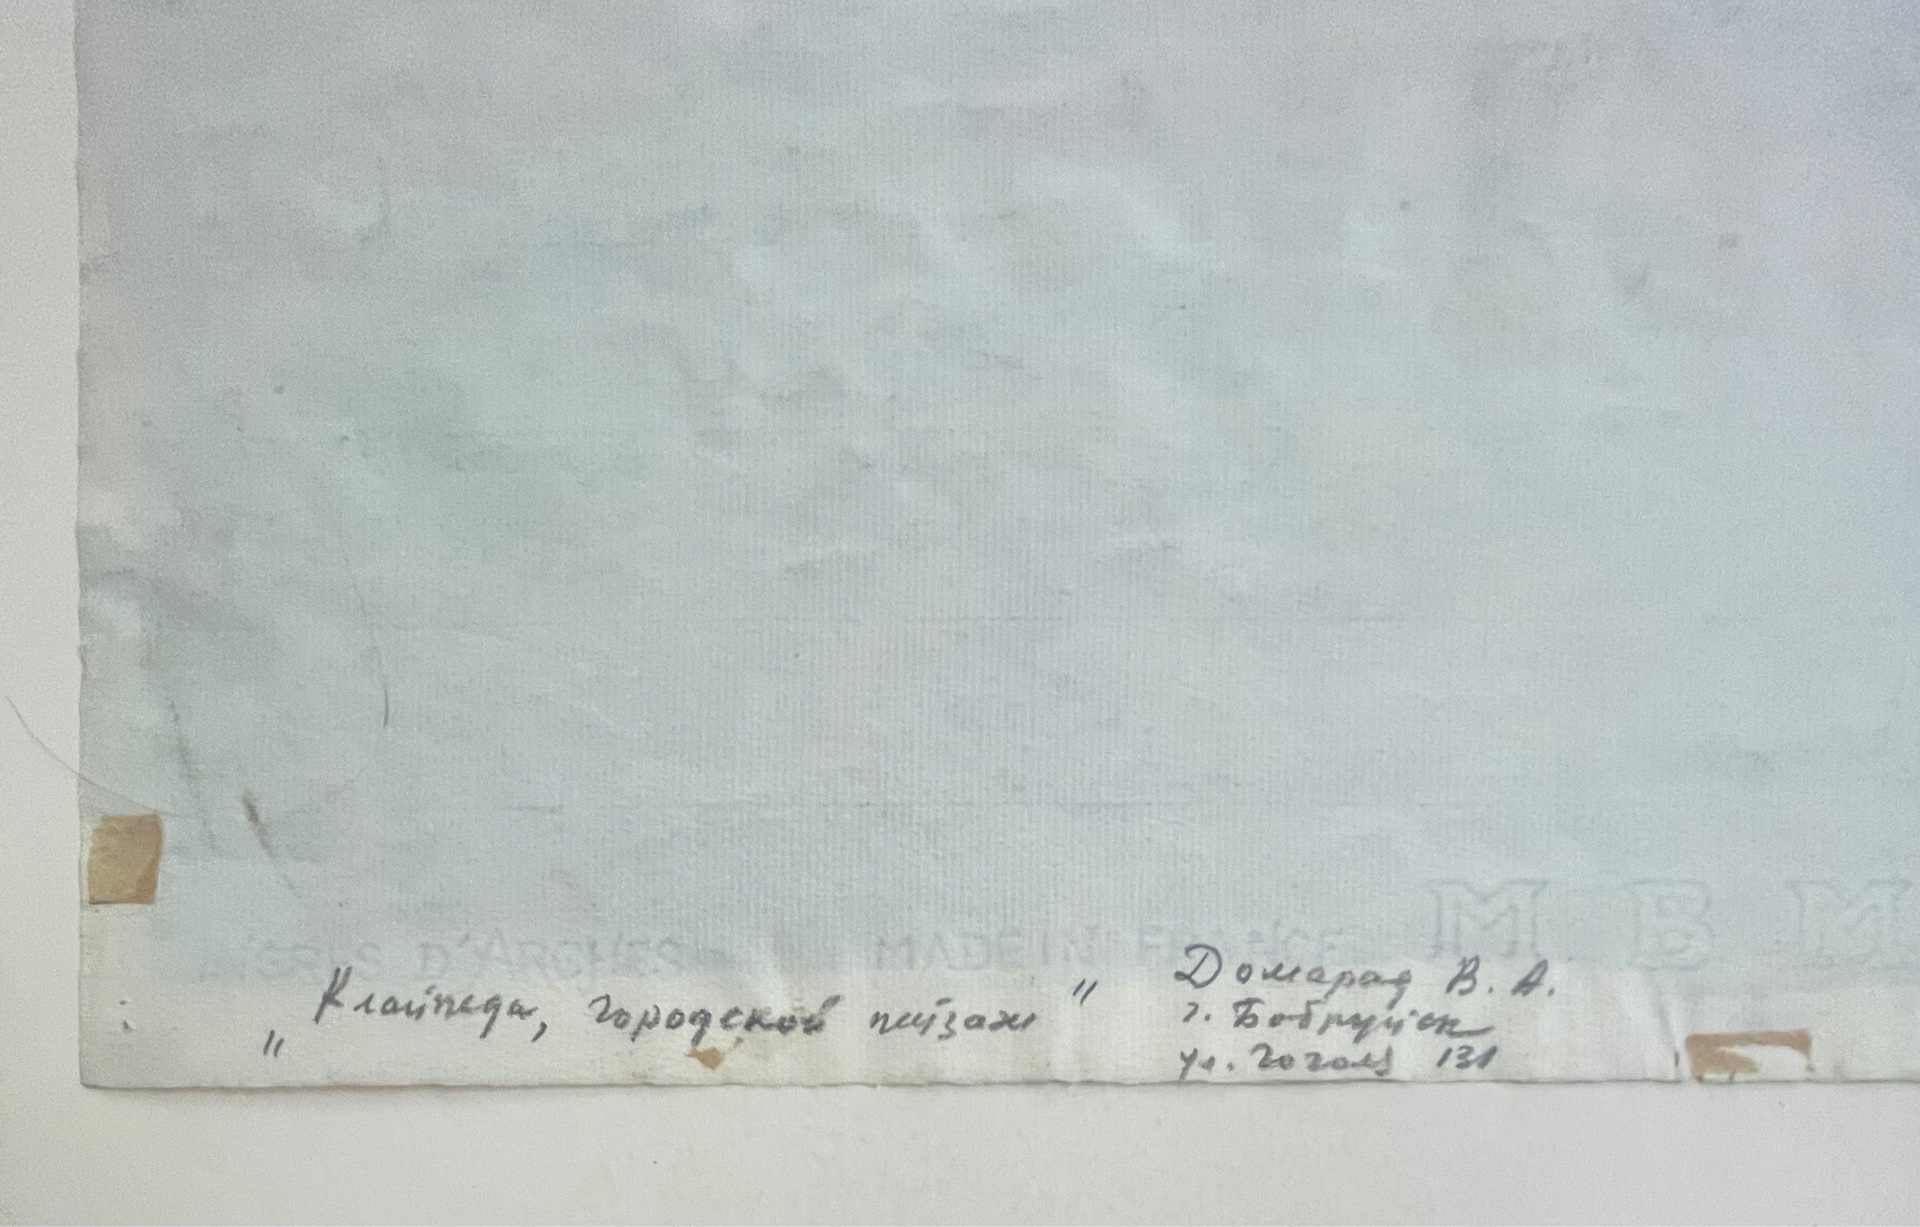 D'ARCHES MADE IN FRANCE M B M
„Клайпеда, городской пейзаж"
Домарад В. А.
г. Бобруйск
ул. Гоголя 131